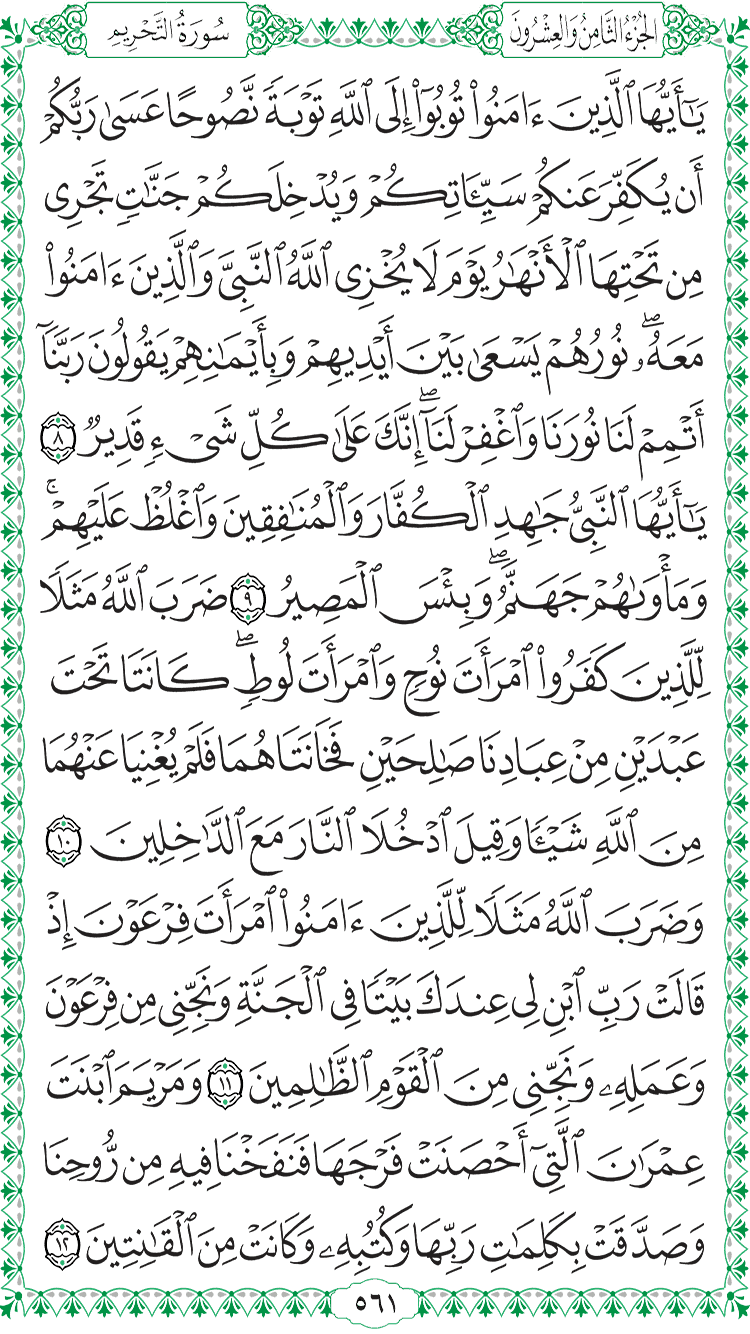 الجُزْءُ الثَّامِنُ وَالعِشْرُونَ
سُورَةُ التَّحْرِيمِ
يَٰٓأَيُّهَا ٱلَّذِينَ ءَامَنُوا۟ تُوبُوٓا۟ إِلَى ٱللَّهِ تَوْبَةً نَّصُوحًا عَسَىٰ رَبُّكُمْ
أَن يُكَفِّرَ عَنكُمْ سَيِّـَٔاتِكُمْ وَيُدْخِلَكُمْ جَنَّٰتٍ تَجْرِى
مِن تَحْتِهَا ٱلْأَنْهَٰرُ يَوْمَ لَا يُخْزِى ٱللَّهُ ٱلنَّبِىَّ وَٱلَّذِينَ ءَامَنُوا۟
مَعَهُۥۖ نُورُهُمْ يَسْعَىٰ بَيْنَ أَيْدِيهِمْ وَبِأَيْمَٰنِهِمْ يَقُولُونَ رَبَّنَآ
أَتْمِمْ لَنَا نُورَنَا وَٱغْفِرْ لَنَآۖ إِنَّكَ عَلَىٰ كُلِّ شَىْءٍ قَدِيرٌ ٨
يَٰٓأَيُّهَا ٱلنَّبِىُّ جَٰهِدِ ٱلْكُفَّارَ وَٱلْمُنَٰفِقِينَ وَٱغْلُظْ عَلَيْهِمْۚ
وَمَأْوَىٰهُمْ جَهَنَّمُۖ وَبِئْسَ ٱلْمَصِيرُ ٩ ضَرَبَ ٱللَّهُ مَثَلًا
لِّلَّذِينَ كَفَرُوا۟ ٱمْرَأَتَ نُوحٍ وَٱمْرَأَتَ لُوطٍۖ كَانَتَا تَحْتَ
عَبْدَيْنِ مِنْ عِبَادِنَا صَٰلِحَيْنِ فَخَانَتَاهُمَا فَلَمْ يُغْنِيَا عَنْهُمَا
مِنَ ٱللَّهِ شَيْـًٔا وَقِيلَ ٱدْخُلَا ٱلنَّارَ مَعَ ٱلدَّٰخِلِينَ ١٠
وَضَرَبَ ٱللَّهُ مَثَلًا لِّلَّذِينَ ءَامَنُوا۟ ٱمْرَأَتَ فِرْعَوْنَ إِذْ
قَالَتْ رَبِّ ٱبْنِ لِى عِندَكَ بَيْتًا فِى ٱلْجَنَّةِ وَنَجِّنِى مِن فِرْعَوْنَ
وَعَمَلِهِۦ وَنَجِّنِى مِنَ ٱلْقَوْمِ ٱلظَّٰلِمِينَ ١١ وَمَرْيَمَ ٱبْنَتَ
عِمْرَٰنَ ٱلَّتِىٓ أَحْصَنَتْ فَرْجَهَا فَنَفَخْنَا فِيهِ مِن رُّوحِنَا
وَصَدَّقَتْ بِكَلِمَٰتِ رَبِّهَا وَكُتُبِهِۦ وَكَانَتْ مِنَ ٱلْقَٰنِتِينَ ١٢
٥٦١